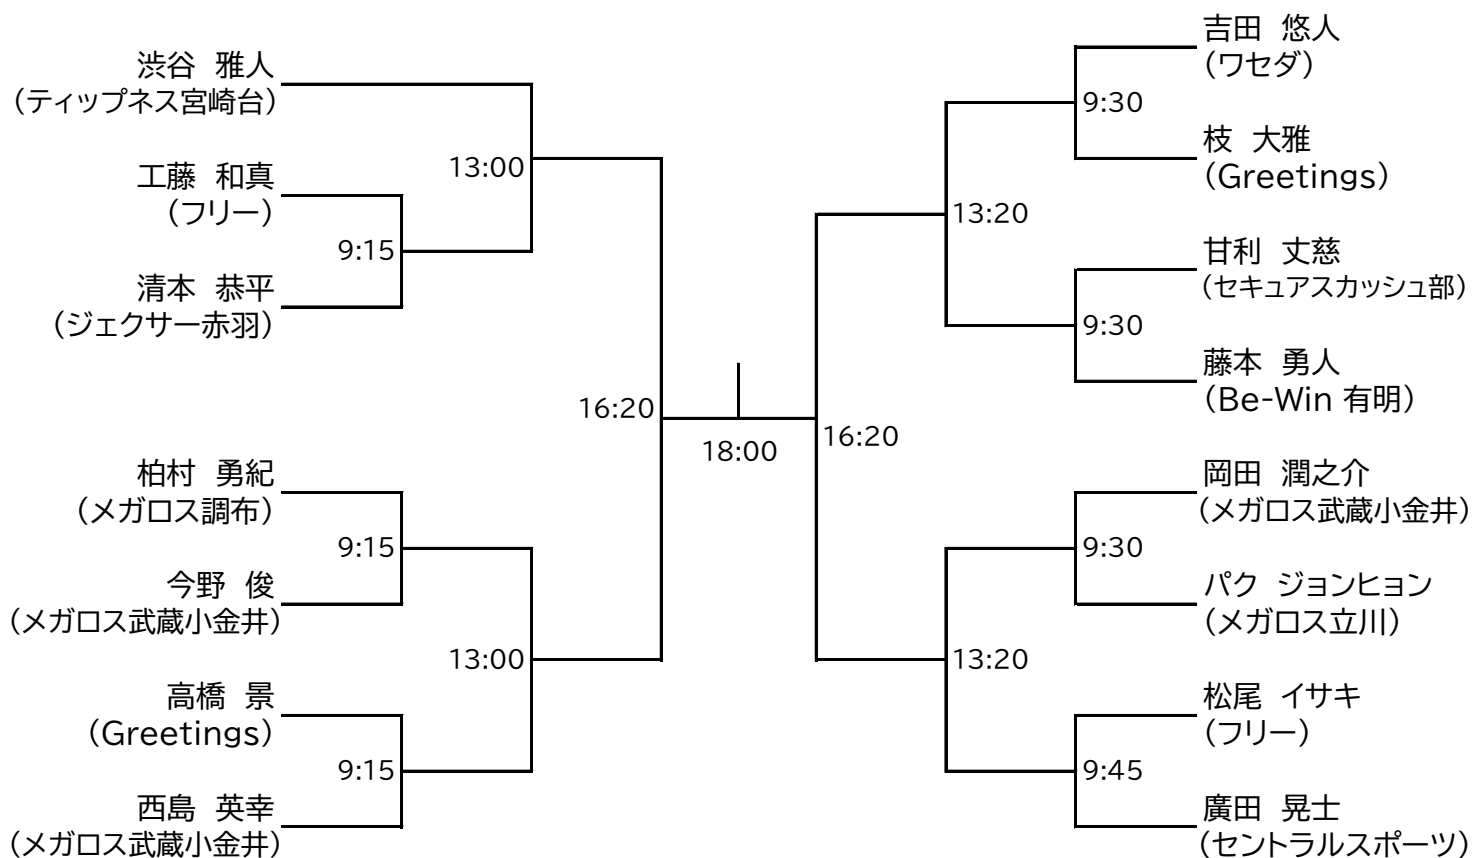 渋谷　雅人
（ティップネス宮崎台）
13:00
工藤　和真
（フリー）
9:15
清本　恭平
（ジェクサー赤羽）
16:20
柏村　勇紀
（メガロス調布）
9:15
今野　俊
（メガロス武蔵小金井）
13:00
高橋　景
（Greetings）
9:15
西島　英幸
（メガロス武蔵小金井）
18:00
吉田　悠人
（ワセダ）
9:30
枝　大雅
（Greetings）
13:20
甘利　丈慈
（セキュアスカッシュ部）
9:30
藤本　勇人
（Be-Win 有明）
16:20
岡田　潤之介
（メガロス武蔵小金井）
9:30
パク　ジョンヒョン
（メガロス立川）
13:20
松尾　イサキ
（フリー）
9:45
廣田　晃士
（セントラルスポーツ）